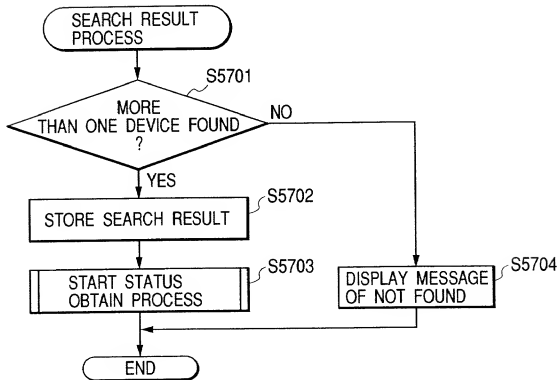 SEARCH RESULT
PROCESS
S5701
MORE
THAN ONE DEVICE FOUND
?
NO
YES
S5702
STORE SEARCH RESULT
S5703
START STATUS
OBTAIN PROCESS
S5704
DISPLAY MESSAGE
OF NOT FOUND
END